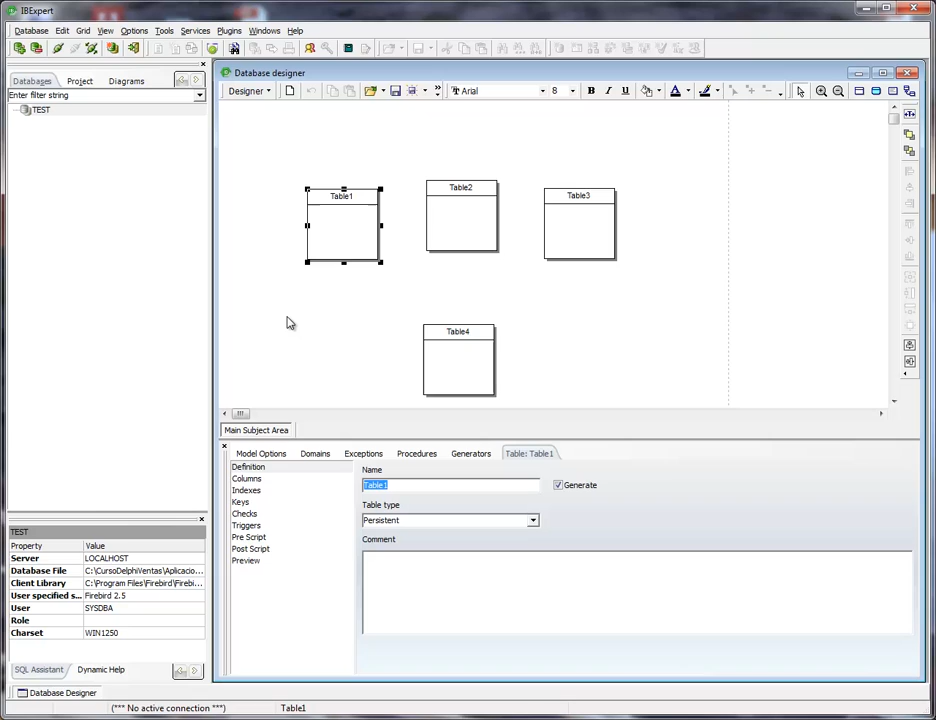 IBExpert
Database Edit Grid View Options Tools Services Plugins Windows Help
Databases Project Diagrams
Enter filter string
TEST
TEST
Property Value
Server LOCALHOST
Database File C:\CursoDelphiVentas\Aplicacio...
Client Library C:\Program Files\Firebird\Firebi...
User specified s... Firebird 2.5
User SYSDBA
Role
Charset WIN1250
SQL Assistant Dynamic Help
Database designer
Designer Arial 8 B I U A
Table1
Table2
Table3
Table4
Main Subject Area
Model Options Domains Exceptions Procedures Generators Table: Table1
Definition
Columns
Indexes
Keys
Checks
Triggers
Pre Script
Post Script
Preview
Name
Table1 Generate
Table type
Persistent
Comment
Database Designer
(*** No active connection ***) Table1